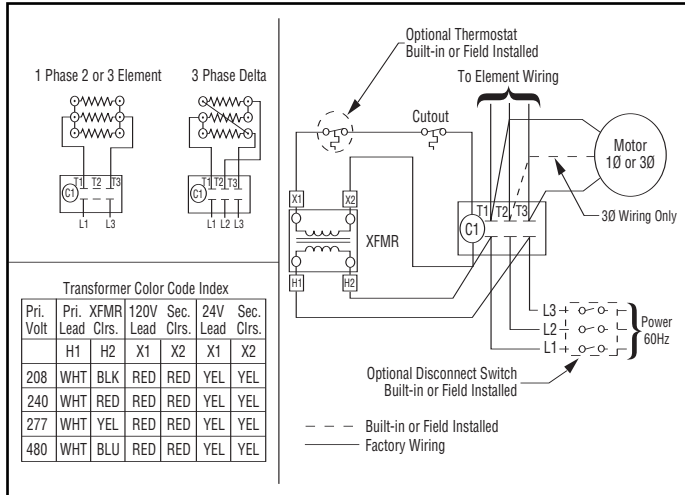 1 Phase 2 or 3 Element
T1 T2 T3
C1
L1 L3
3 Phase Delta
T1 T2 T3
C1
L1 L2 L3
Transformer Color Code Index
Pri. Volt Pri. Lead XFMR Clrs. 120V Lead Sec. Clrs. 24V Lead Sec. Clrs.
H1 H2 X1 X2 X1 X2
208 WHT BLK RED RED YEL YEL
240 WHT RED RED RED YEL YEL
277 WHT YEL RED RED YEL YEL
480 WHT BLU RED RED YEL YEL
Optional Thermostat
Built-in or Field Installed
To Element Wiring
Cutout
Motor
1Ø or 3Ø
X1 X2
T1 T2 T3
C1
3Ø Wiring Only
XFMR
H1 H2
L3
L2
L1
Power
60Hz
Optional Disconnect Switch
Built-in or Field Installed
Built-in or Field Installed
Factory Wiring